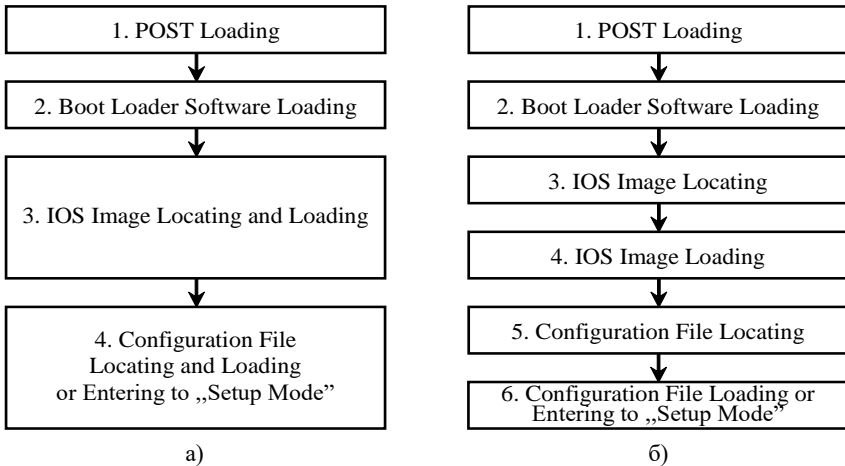 1. POST Loading
2. Boot Loader Software Loading
3. IOS Image Locating and Loading
4. Configuration File
Locating and Loading
or Entering to ,,Setup Mode”
а)
1. POST Loading
2. Boot Loader Software Loading
3. IOS Image Locating
4. IOS Image Loading
5. Configuration File Locating
6. Configuration File Loading or
Entering to ,,Setup Mode”
б)